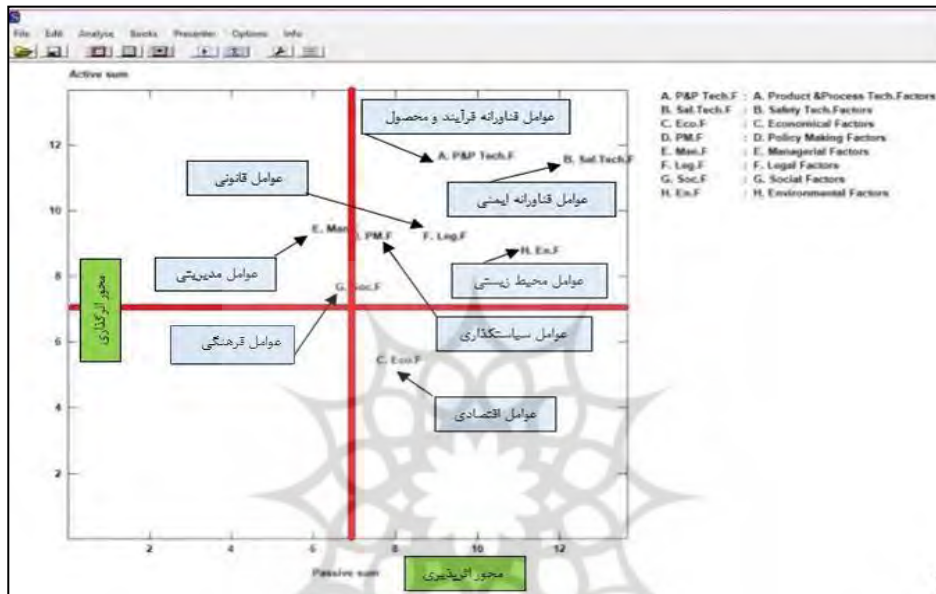 File Edit Analyse Books Presenter Options Info
Active sum
12
10
8
6
4
2
2 4 6 8 10 12
Passive sum
عوامل فناورانه فرآیند و محصول
A. P&P Tech.F
B. Saf.Tech.F
عوامل فناورانه ایمنی
عوامل قانونی
E. Man
PM.F
F. Leg.F
H. En.F
عوامل مدیریتی
عوامل محیط زیستی
G. Soc.F
محور اثرگذاری
عوامل فرهنگی
عوامل سیاستگذاری
C. Eco.F
عوامل اقتصادی
محور اثرپذیری
A. P&P Tech.F : A. Product &Process Tech.Factors
B. Saf.Tech.F : B. Safety Tech.Factors
C. Eco.F : C. Economical Factors
D. PM.F : D. Policy Making Factors
E. Man.F : E. Managerial Factors
F. Leg.F : F. Legal Factors
G. Soc.F : G. Social Factors
H. En.F : H. Environmental Factors